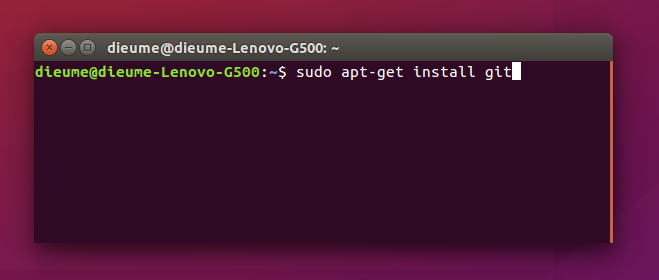 dieume@dieume-Lenovo-G500: ~
dieume@dieume-Lenovo-G500:~$ sudo apt-get install git